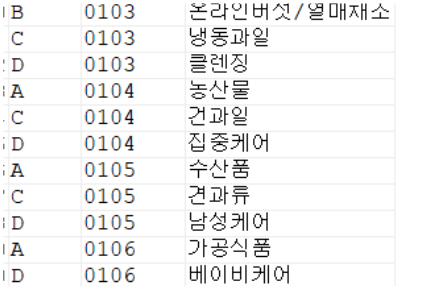 B 0103 온라인버섯/열매채소
C 0103 냉동과일
D 0103 클렌징
A 0104 농산물
C 0104 건과일
D 0104 집중케어
A 0105 수산품
C 0105 견과류
D 0105 남성케어
A 0106 가공식품
D 0106 베이비케어